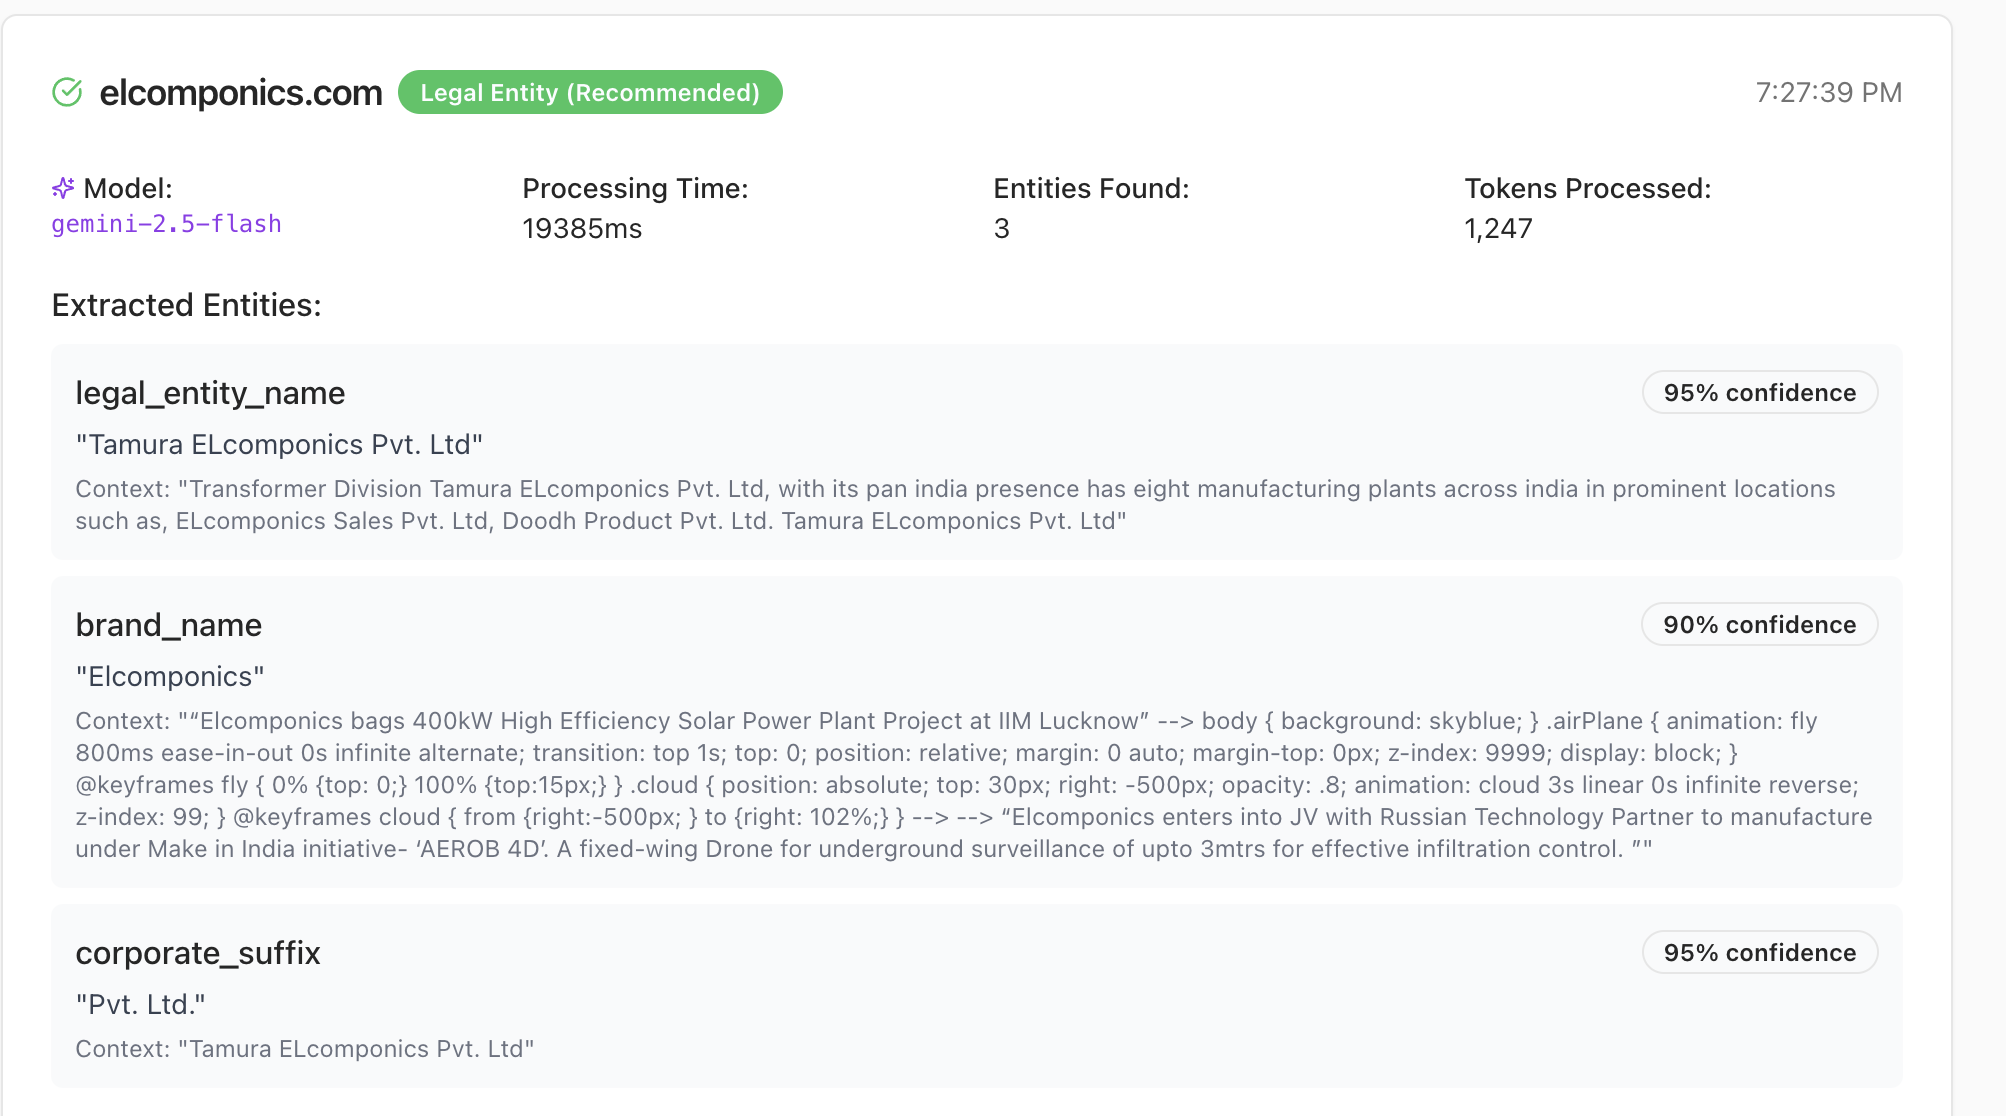 elcomponics.com Legal Entity (Recommended) 7:27:39 PM
Model: Processing Time: Entities Found: Tokens Processed:
gemini-2.5-flash 19385ms 3 1,247
Extracted Entities:
legal_entity_name 95% confidence
"Tamura ELcomponics Pvt. Ltd"
Context: "Transformer Division Tamura ELcomponics Pvt. Ltd, with its pan india presence has eight manufacturing plants across india in prominent locations
such as, ELcomponics Sales Pvt. Ltd, Doodh Product Pvt. Ltd. Tamura ELcomponics Pvt. Ltd"
brand_name 90% confidence
"Elcomponics"
Context: "“Elcomponics bags 400kW High Efficiency Solar Power Plant Project at IIM Lucknow” --> body { background: skyblue; } .airPlane { animation: fly
800ms ease-in-out 0s infinite alternate; transition: top 1s; top: 0; position: relative; margin: 0 auto; margin-top: 0px; z-index: 9999; display: block; }
@keyframes fly { 0% {top: 0;} 100% {top:15px;} } .cloud { position: absolute; top: 30px; right: -500px; opacity: .8; animation: cloud 3s linear 0s infinite reverse;
z-index: 99; } @keyframes cloud { from {right:-500px; } to {right: 102%;} } --> --> “Elcomponics enters into JV with Russian Technology Partner to manufacture
under Make in India initiative- ‘AEROB 4D’. A fixed-wing Drone for underground surveillance of upto 3mtrs for effective infiltration control. ”"
corporate_suffix 95% confidence
"Pvt. Ltd."
Context: "Tamura ELcomponics Pvt. Ltd"